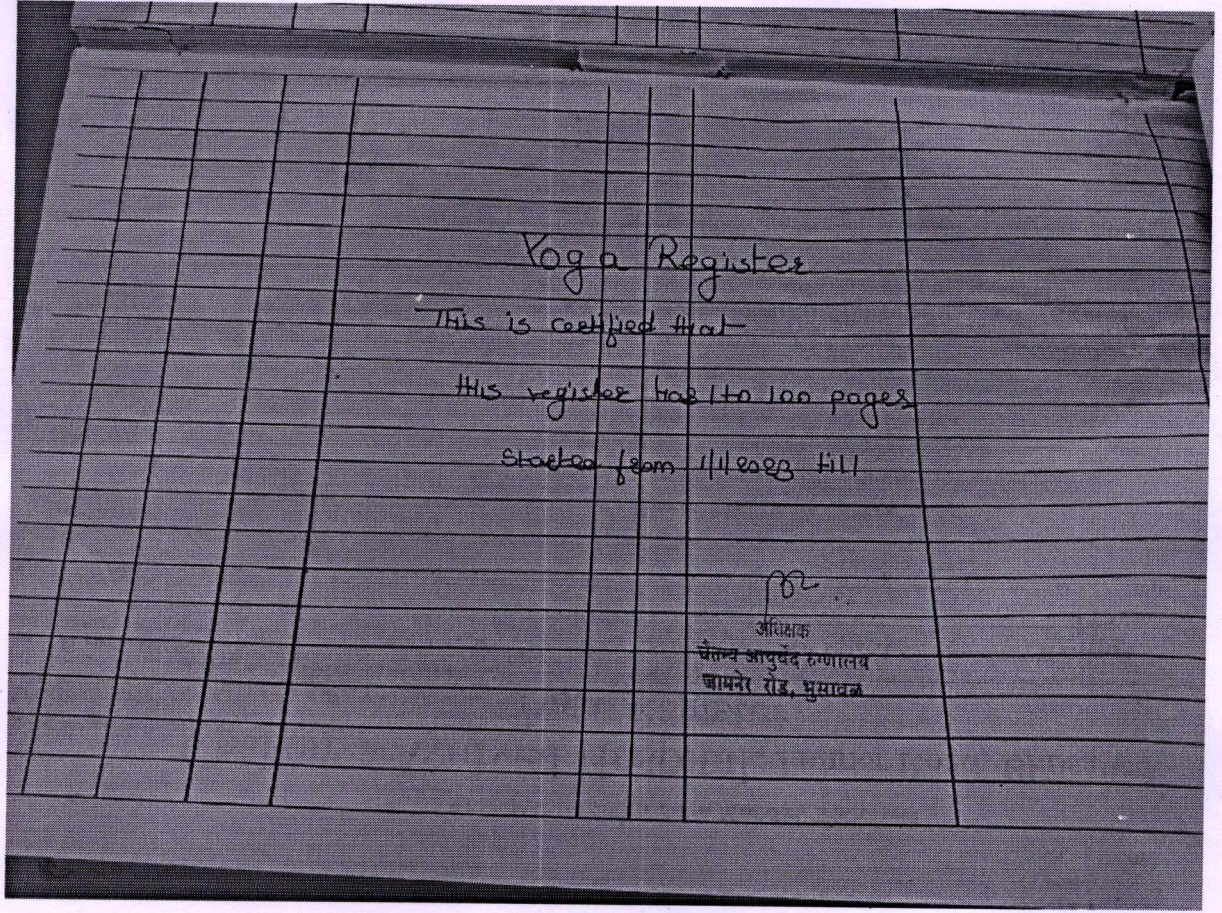 Yoga Register
This is certified that
this register has 1 to 100 pages
Started from 1/1/2023 till
अधिक्षक
चैतन्य आयुर्वेद रुग्णालय
जामनेर रोड, भुसावळ